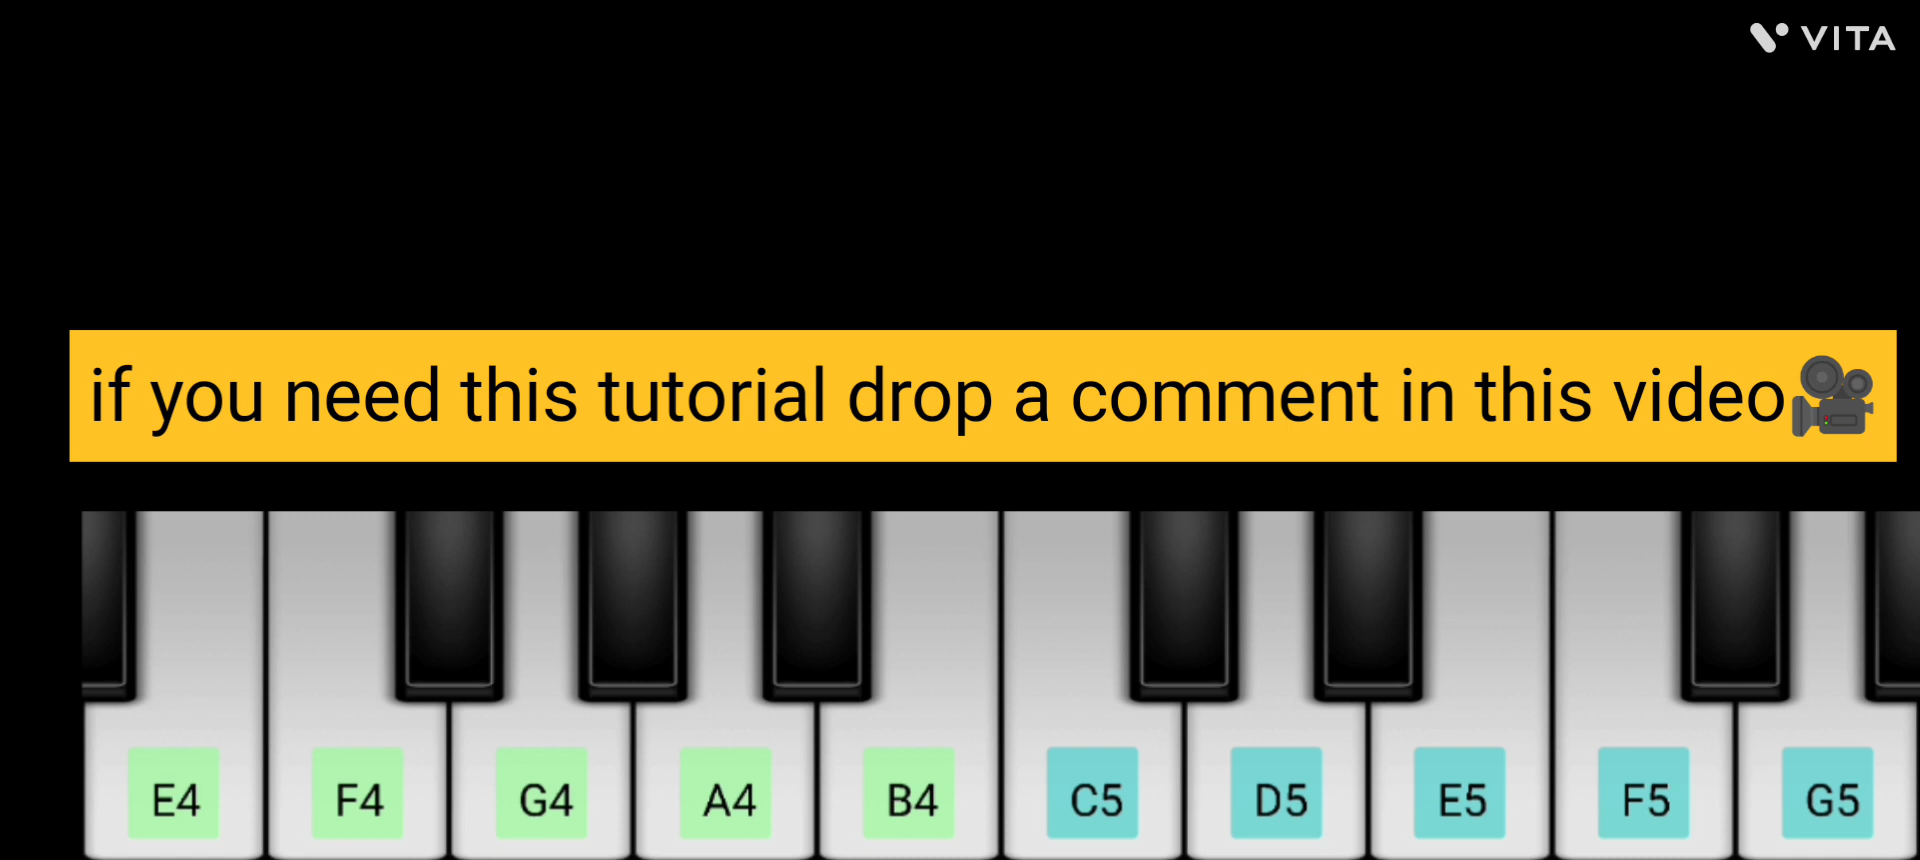 VITA
if you need this tutorial drop a comment in this video
E4 F4 G4 A4 B4 C5 D5 E5 F5 G5